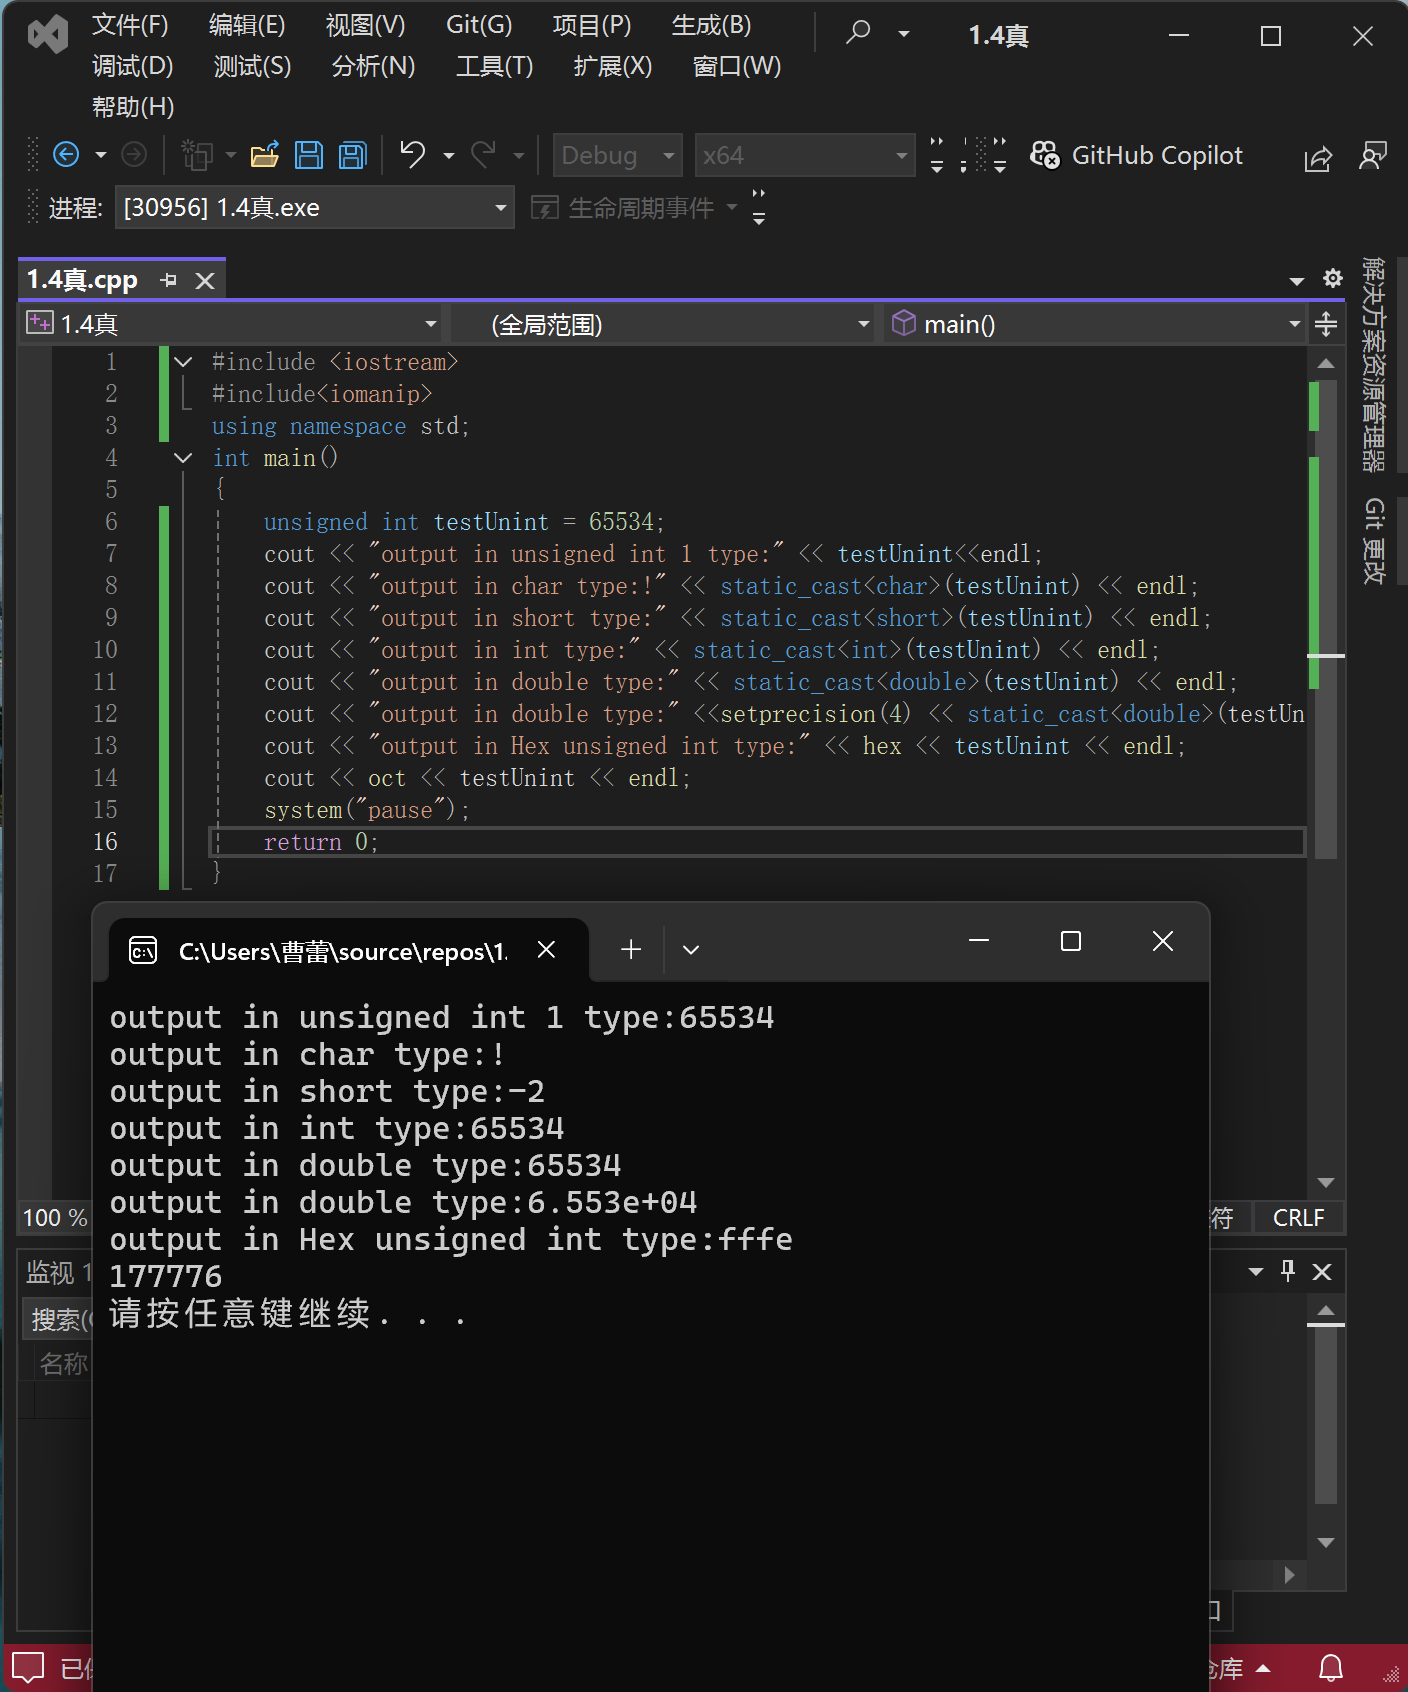 文件(F) 编辑(E) 视图(V) Git(G) 项目(P) 生成(B) 1.4真
调试(D) 测试(S) 分析(N) 工具(T) 扩展(X) 窗口(W)
帮助(H)
Debug x64 GitHub Copilot
进程: [30956] 1.4真.exe 生命周期事件
1.4真.cpp
1.4真 (全局范围) main()
解决方案资源管理器
Git 更改
1 #include <iostream>
2 #include<iomanip>
3 using namespace std;
4 int main()
5 {
6 unsigned int testUnint = 65534;
7 cout << "output in unsigned int 1 type:" << testUnint<<endl;
8 cout << "output in char type:!" << static_cast<char>(testUnint) << endl;
9 cout << "output in short type:" << static_cast<short>(testUnint) << endl;
10 cout << "output in int type:" << static_cast<int>(testUnint) << endl;
11 cout << "output in double type:" << static_cast<double>(testUnint) << endl;
12 cout << "output in double type:" <<setprecision(4) << static_cast<double>(testUn
13 cout << "output in Hex unsigned int type:" << hex << testUnint << endl;
14 cout << oct << testUnint << endl;
15 system("pause");
16 return 0;
17 }
C:\Users\曹蕾\source\repos\1.
output in unsigned int 1 type:65534
output in char type:!
output in short type:-2
output in int type:65534
output in double type:65534
output in double type:6.553e+04
output in Hex unsigned int type:fffe
177776
请按任意键继续. . .
100 % 符 CRLF
监视 1
搜索(
名称
口
已 仓库